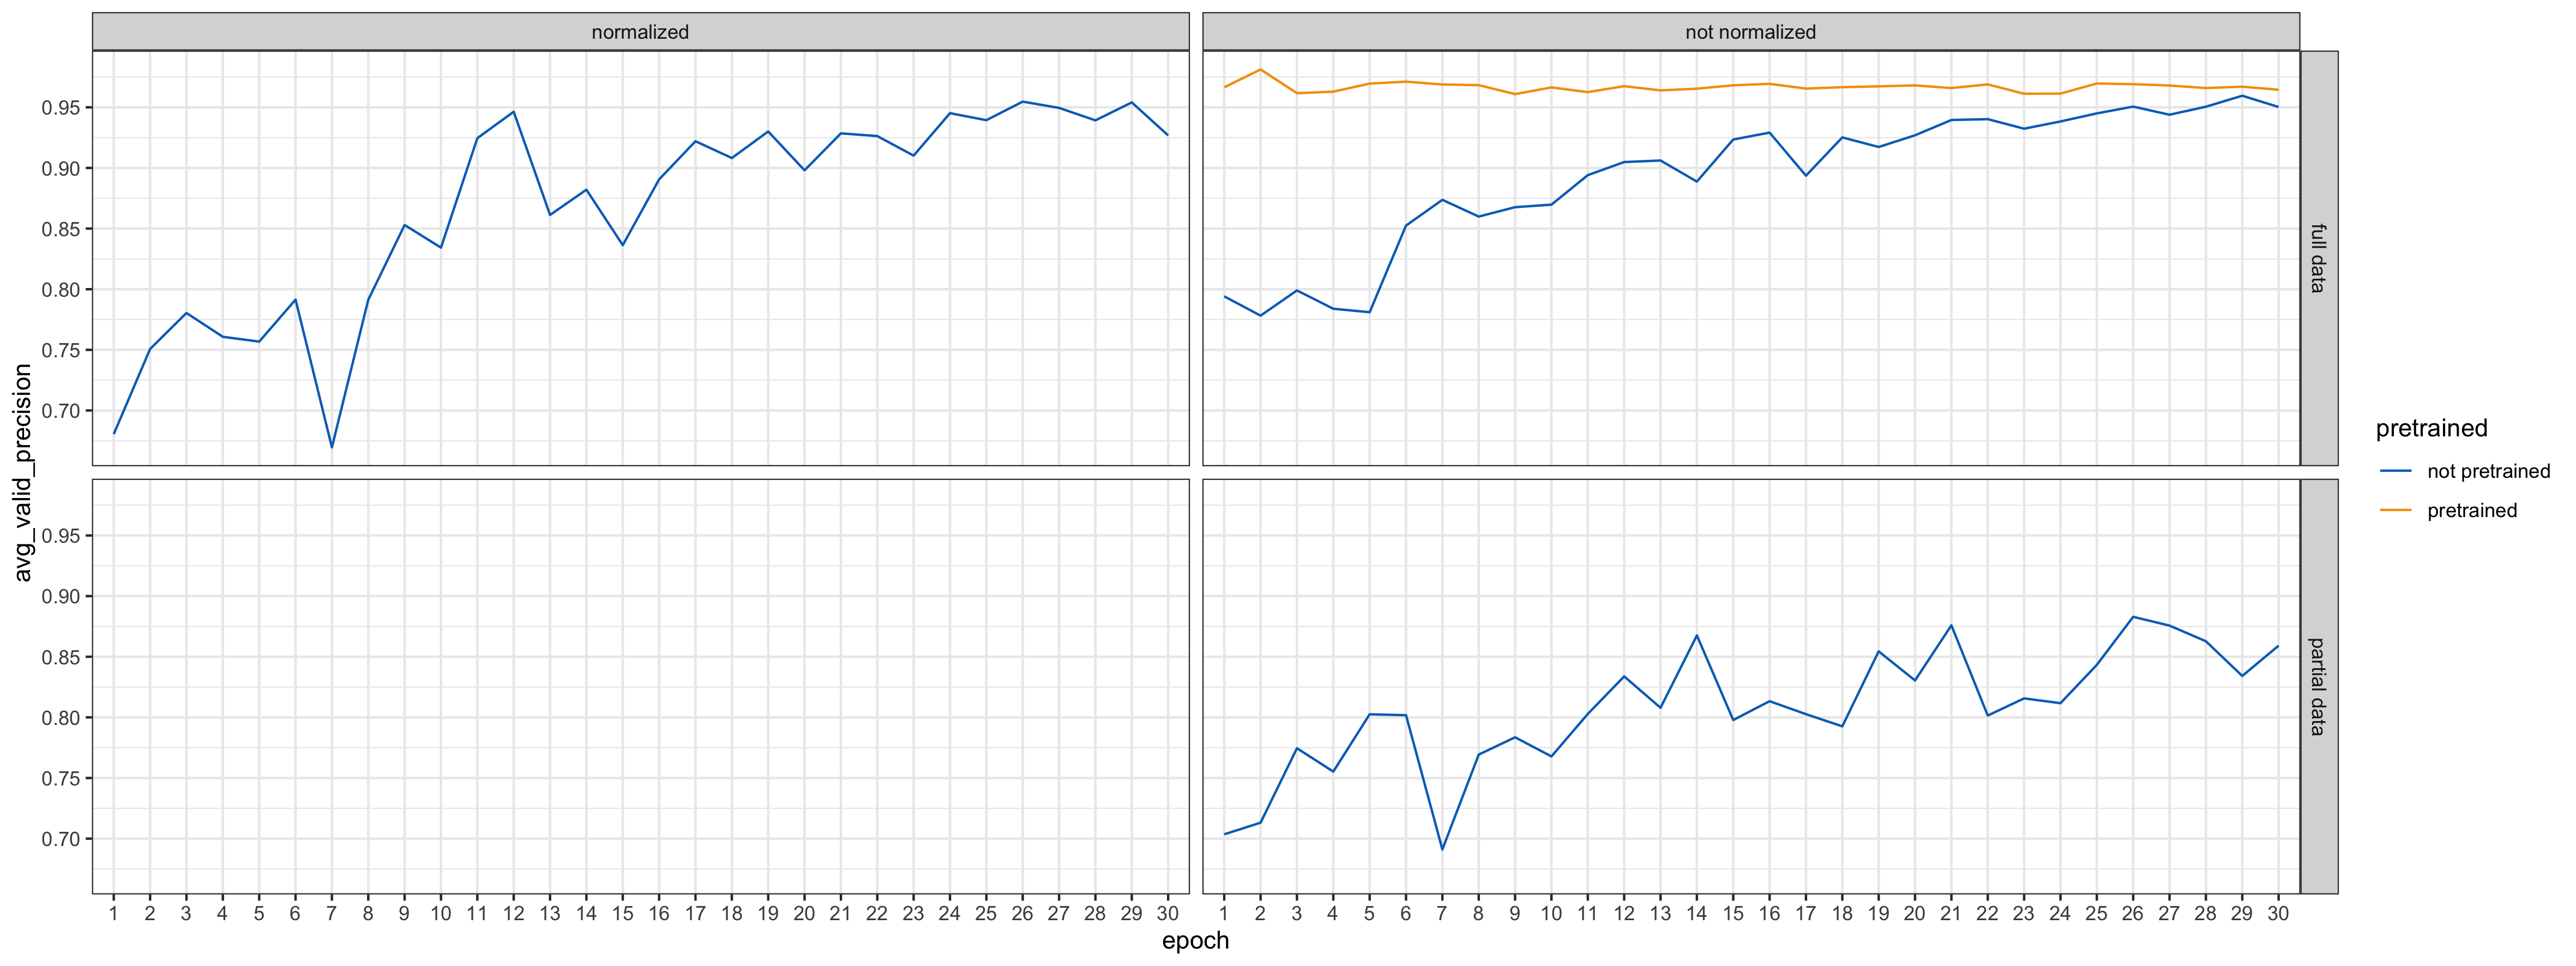 normalized
not normalized
0.95
0.90
0.85
0.80
0.75
0.70
full data
0.95
0.90
0.85
0.80
0.75
0.70
partial data
avg_valid_precision
1 2 3 4 5 6 7 8 9 10 11 12 13 14 15 16 17 18 19 20 21 22 23 24 25 26 27 28 29 30
1 2 3 4 5 6 7 8 9 10 11 12 13 14 15 16 17 18 19 20 21 22 23 24 25 26 27 28 29 30
epoch
pretrained
not pretrained
pretrained